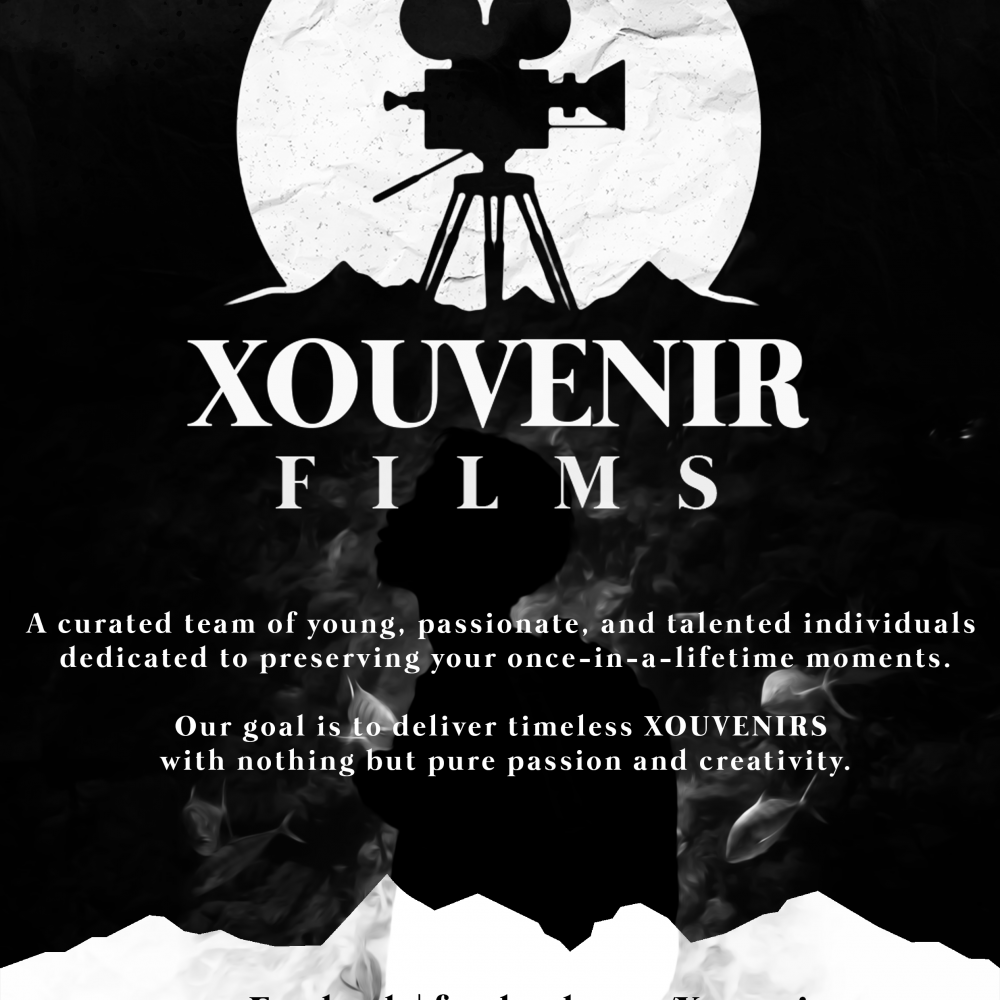 XOUVENIR
FILMS
A curated team of young, passionate, and talented individuals
dedicated to preserving your once-in-a-lifetime moments.
Our goal is to deliver timeless XOUVENIRS
with nothing but pure passion and creativity.